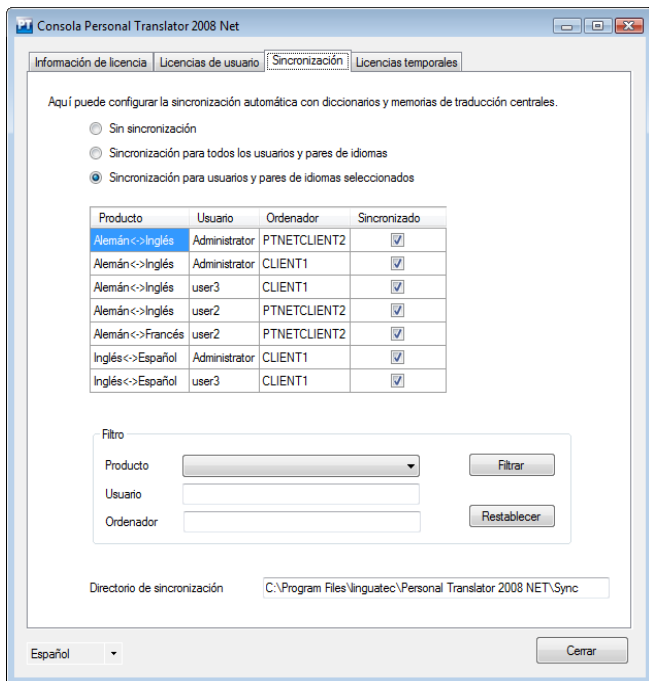 PT Consola Personal Translator 2008 Net
Información de licencia Licencias de usuario Sincronización Licencias temporales
Aquí puede configurar la sincronización automática con diccionarios y memorias de traducción centrales.
Sin sincronización
Sincronización para todos los usuarios y pares de idiomas
Sincronización para usuarios y pares de idiomas seleccionados
Producto Usuario Ordenador Sincronizado
Alemán<->Inglés Administrator PTNETCLIENT2
Alemán<->Inglés Administrator CLIENT1
Alemán<->Inglés user3 CLIENT1
Alemán<->Inglés user2 PTNETCLIENT2
Alemán<->Francés user2 PTNETCLIENT2
Inglés<->Español Administrator CLIENT1
Inglés<->Español user3 CLIENT1
Filtro
Producto Filtrar
Usuario
Ordenador Restablecer
Directorio de sincronización C:\Program Files\linguatec\Personal Translator 2008 NET\Sync
Español Cerrar